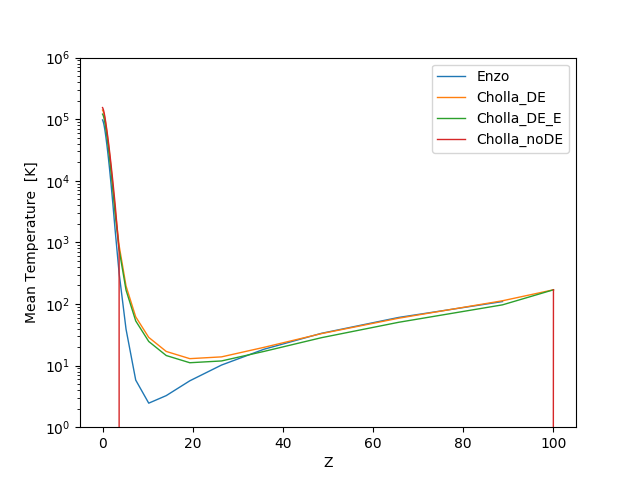 Enzo
Cholla_DE
Cholla_DE_E
Cholla_noDE
Mean Temperature [K]
10^6
10^5
10^4
10^3
10^2
10^1
10^0
0 20 40 60 80 100
Z